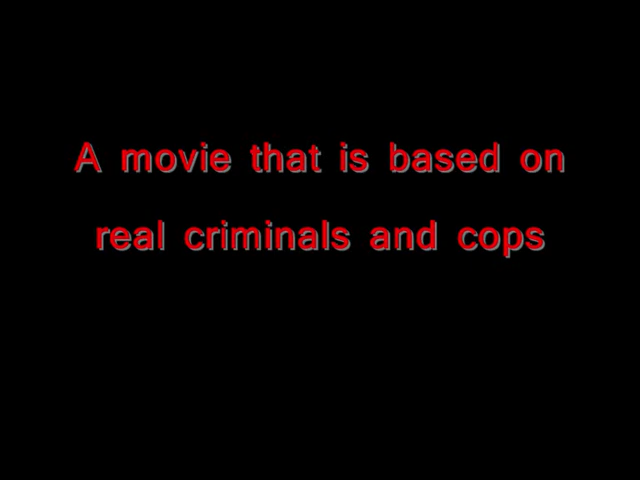 A movie that is based on
real criminals and cops